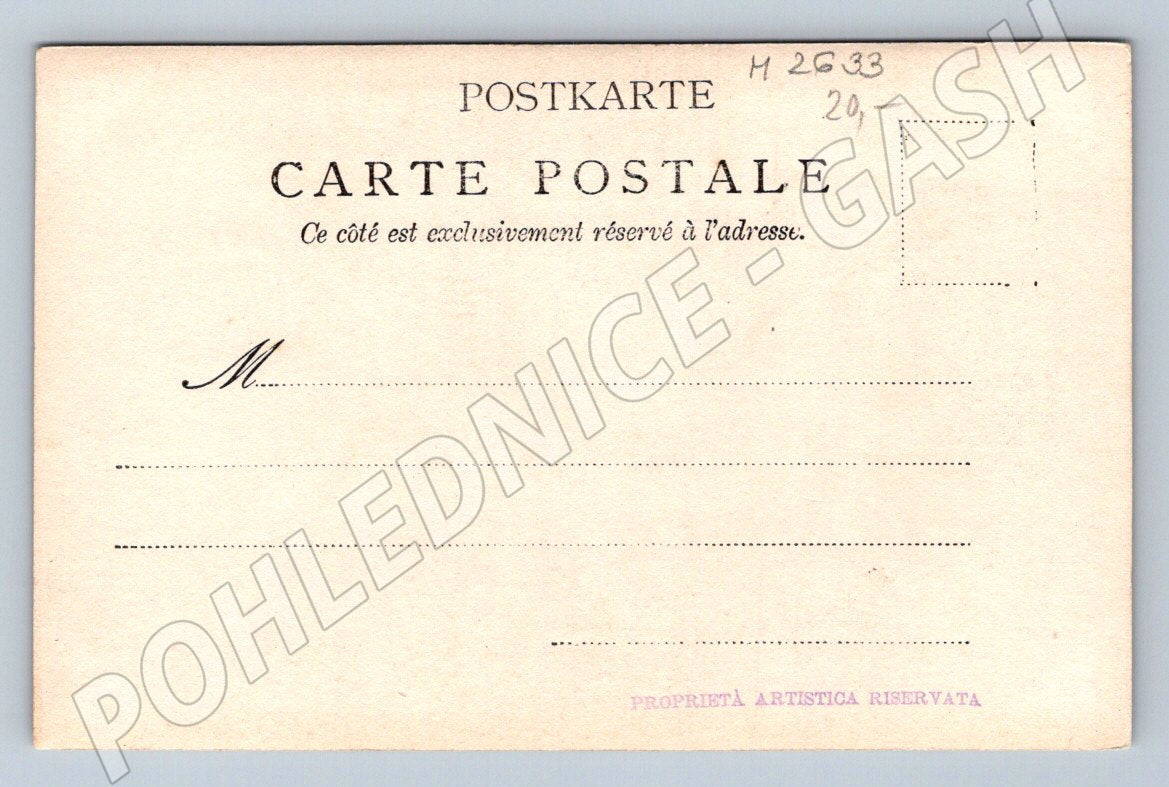 M 2633
20,-
POSTKARTE
CARTE POSTALE
Ce côté est exclusivement réservé à l'adresse.
M
PROPRIETÀ ARTISTICA RISERVATA
POHLEDNICE - GASH